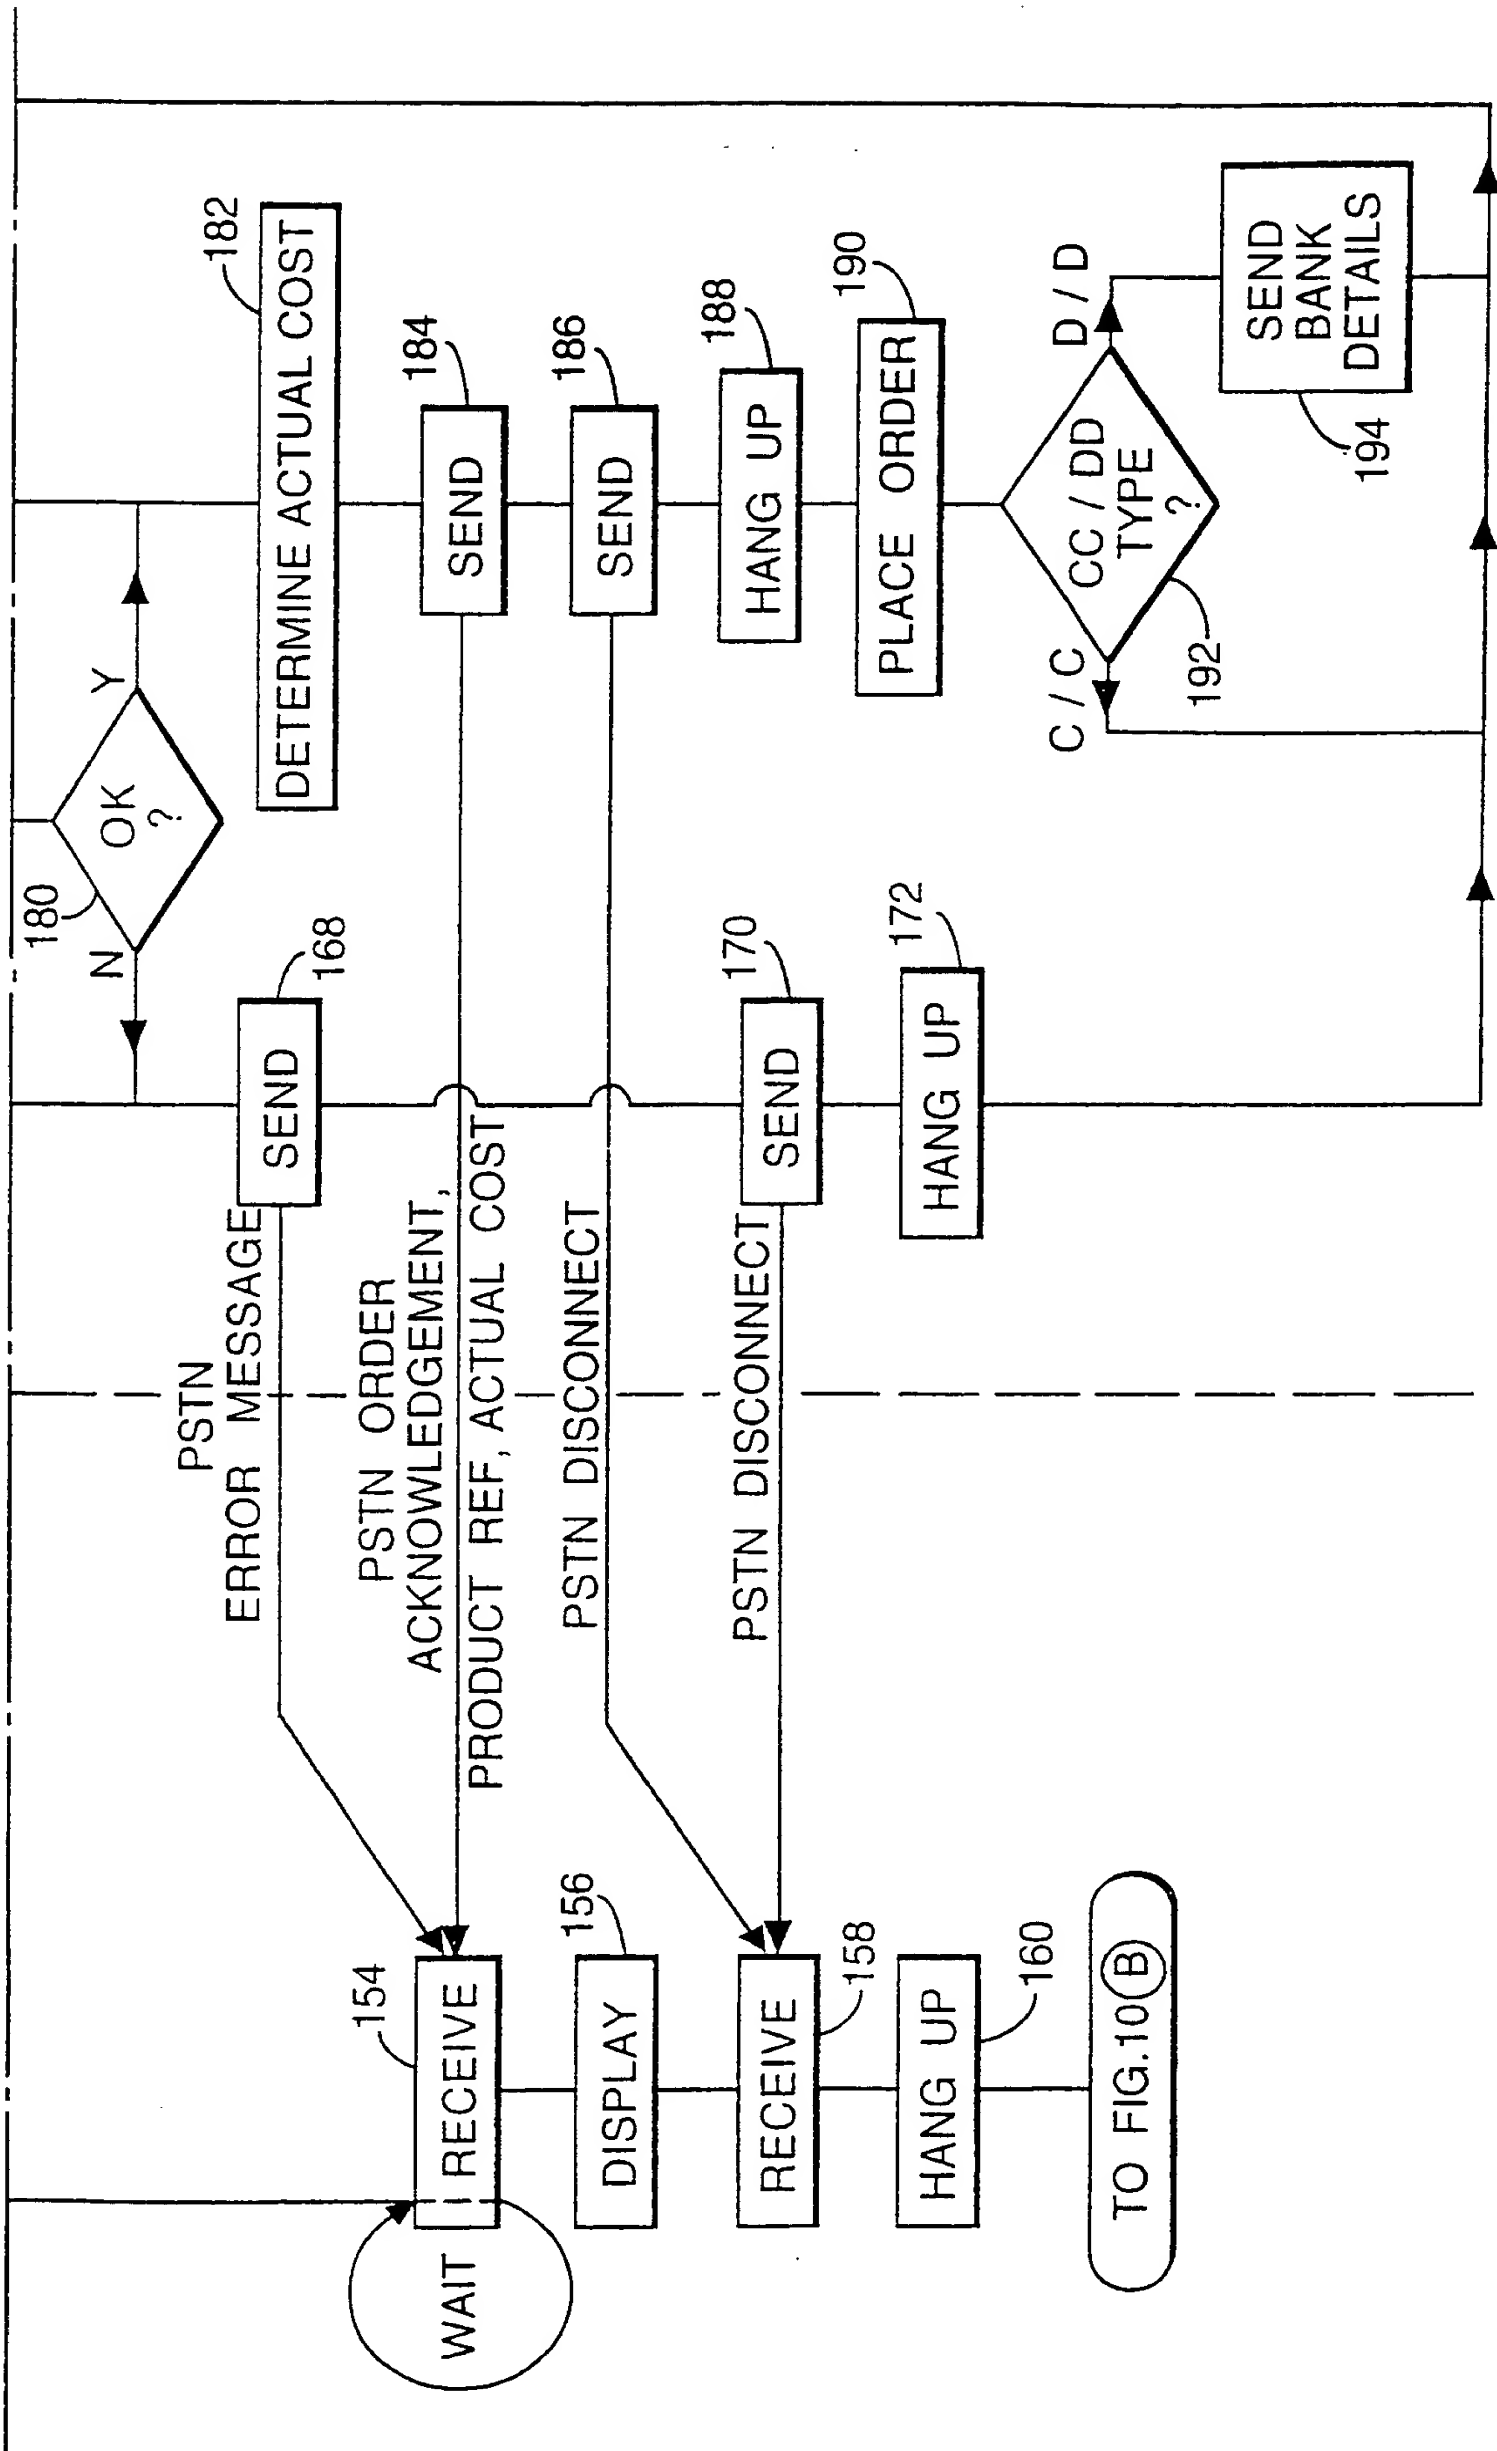 180
OK
?
N
Y
182
DETERMINE ACTUAL COST
168
SEND
PSTN
ERROR MESSAGE
184
SEND
PSTN ORDER
ACKNOWLEDGEMENT,
PRODUCT REF, ACTUAL COST
154
RECEIVE
WAIT
186
SEND
PSTN DISCONNECT
156
DISPLAY
188
HANG UP
170
SEND
PSTN DISCONNECT
158
RECEIVE
190
PLACE ORDER
172
HANG UP
160
HANG UP
C / C
CC / DD
TYPE
?
D / D
192
TO FIG.10 B
SEND
BANK
DETAILS
194